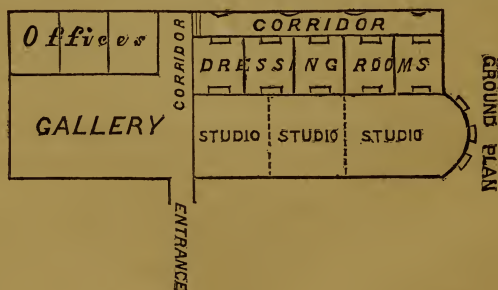 CORRIDOR
Offices
CORRIDOR
DRESSING ROOMS
GALLERY
STUDIO STUDIO STUDIO
GROUND PLAN
ENTRANCE